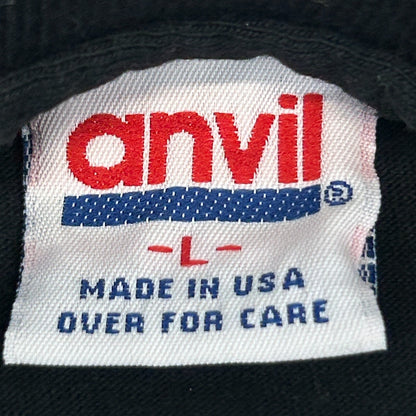 anvil®
-L-
MADE IN USA
OVER FOR CARE